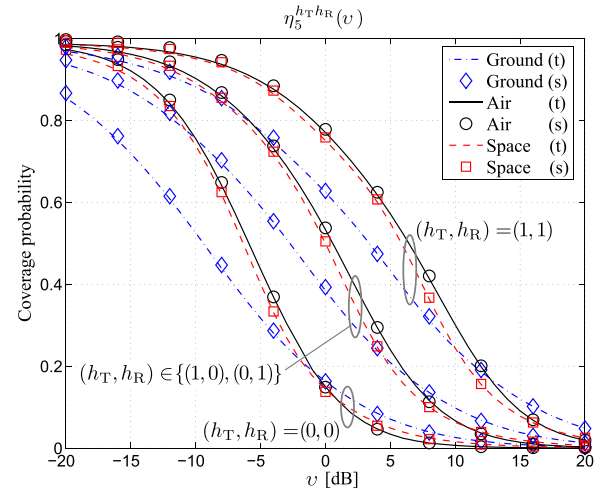 η₅^{h_T h_R}(υ)
Coverage probability
1
0.8
0.6
0.4
0.2
0
Ground (t)
Ground (s)
Air (t)
Air (s)
Space (t)
Space (s)
(h_T, h_R) = (1, 1)
(h_T, h_R) ∈ {(1, 0), (0, 1)}
(h_T, h_R) = (0, 0)
−20 −15 −10 −5 0 5 10 15 20
υ [dB]